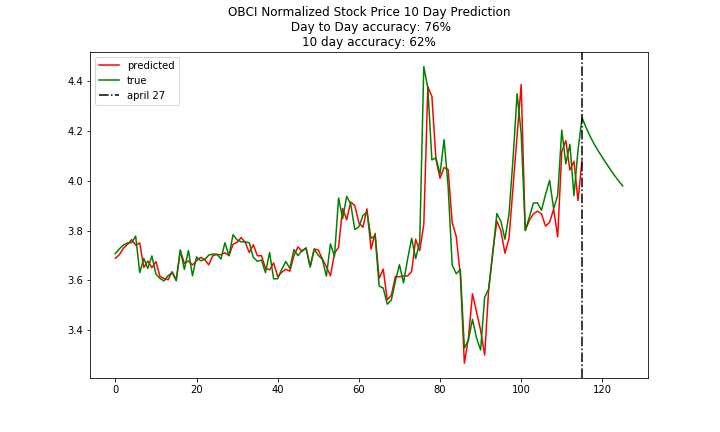 OBCI Normalized Stock Price 10 Day Prediction
Day to Day accuracy: 76%
10 day accuracy: 62%
predicted
true
april 27
4.4
4.2
4.0
3.8
3.6
3.4
0 20 40 60 80 100 120